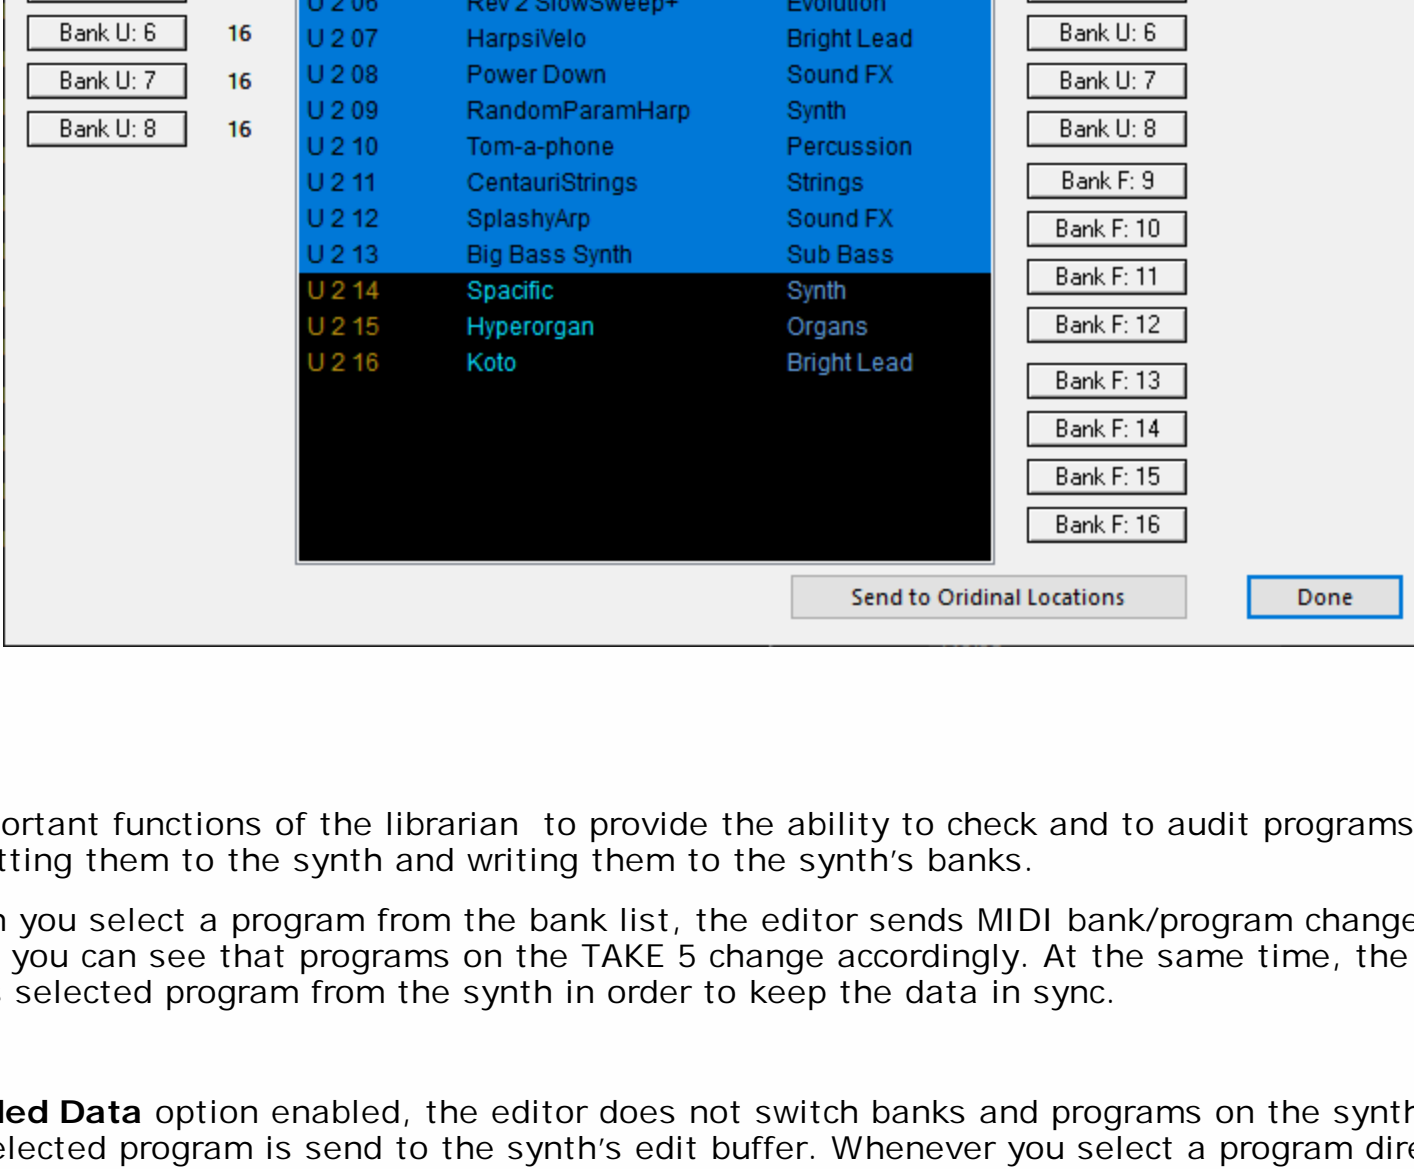 U 2 06 Rev 2 SlowSweep+ Evolution
Bank U: 6 16 U 2 07 HarpsiVelo Bright Lead Bank U: 6
Bank U: 7 16 U 2 08 Power Down Sound FX Bank U: 7
U 2 09 RandomParamHarp Synth
Bank U: 8 16 U 2 10 Tom-a-phone Percussion Bank U: 8
U 2 11 CentauriStrings Strings Bank F: 9
U 2 12 SplashyArp Sound FX Bank F: 10
U 2 13 Big Bass Synth Sub Bass
U 2 14 Spacific Synth Bank F: 11
U 2 15 Hyperorgan Organs Bank F: 12
U 2 16 Koto Bright Lead
Bank F: 13
Bank F: 14
Bank F: 15
Bank F: 16
Send to Oridinal Locations Done
ortant functions of the librarian to provide the ability to check and to audit programs
tting them to the synth and writing them to the synth's banks.
n you select a program from the bank list, the editor sends MIDI bank/program change
you can see that programs on the TAKE 5 change accordingly. At the same time, the
selected program from the synth in order to keep the data in sync.
led Data option enabled, the editor does not switch banks and programs on the synth
elected program is send to the synth's edit buffer. Whenever you select a program dire